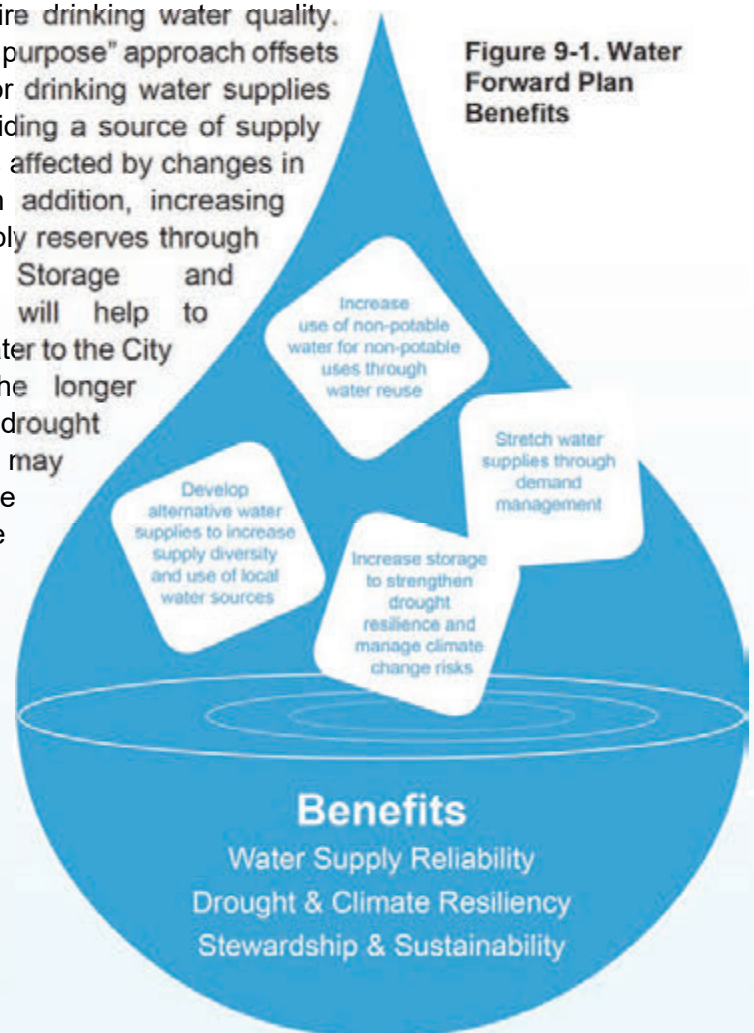 ire drinking water quality.
purpose” approach offsets
or drinking water supplies
iding a source of supply
affected by changes in
addition, increasing
ly reserves through
Storage and
will help to
ter to the City
he longer
drought
may
e
e
Figure 9-1. Water
Forward Plan
Benefits
Increase
use of non-potable
water for non-potable
uses through
water reuse
Stretch water
supplies through
demand
management
Develop
alternative water
supplies to increase
supply diversity
and use of local
water sources
Increase storage
to strengthen
drought
resilience and
manage climate
change risks
Benefits
Water Supply Reliability
Drought & Climate Resiliency
Stewardship & Sustainability